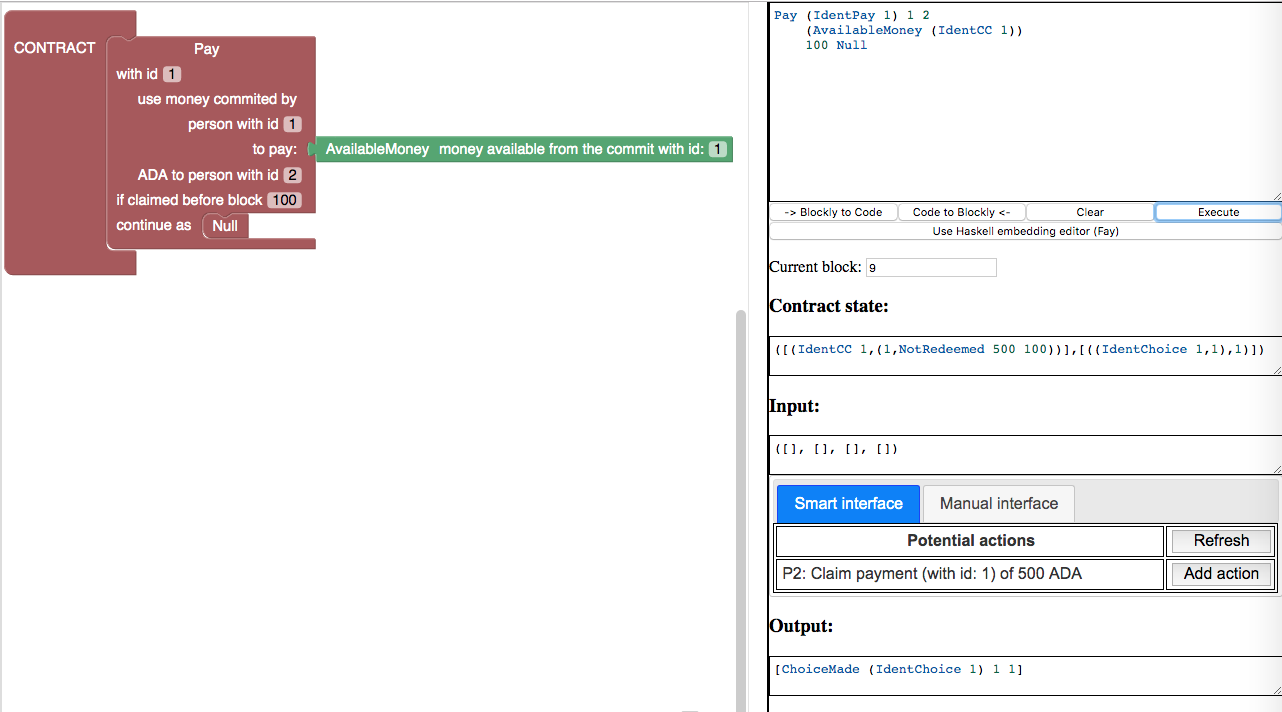 CONTRACT
Pay
with id 1
use money commited by
person with id 1
to pay:
AvailableMoney money available from the commit with id: 1
ADA to person with id 2
if claimed before block 100
continue as Null
Pay (IdentPay 1) 1 2
(AvailableMoney (IdentCC 1))
100 Null
-> Blockly to Code
Code to Blockly <-
Clear
Execute
Use Haskell embedding editor (Fay)
Current block: 9
Contract state:
([(IdentCC 1,(1,NotRedeemed 500 100))],[((IdentChoice 1,1),1)])
Input:
([], [], [], [])
Smart interface
Manual interface
Potential actions
Refresh
P2: Claim payment (with id: 1) of 500 ADA
Add action
Output:
[ChoiceMade (IdentChoice 1) 1 1]